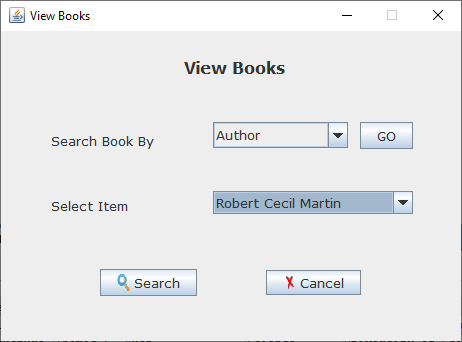 View Books
View Books
Search Book By
Author
GO
Select Item
Robert Cecil Martin
Search
Cancel